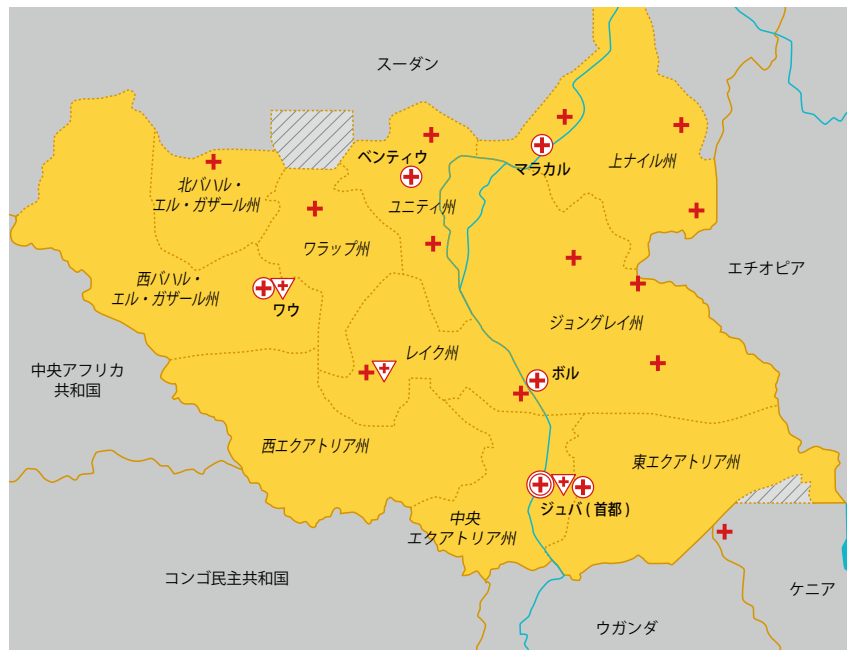 スーダン
ベンティウ
マラカル
上ナイル州
北バハル・
エル・ガザール州
ユニティ州
ワラップ州
エチオピア
西バハル・
エル・ガザール州
ワウ
ジョングレイ州
レイク州
中央アフリカ
共和国
ボル
西エクアトリア州
東エクアトリア州
ジュバ(首都)
中央
エクアトリア州
コンゴ民主共和国
ケニア
ウガンダ